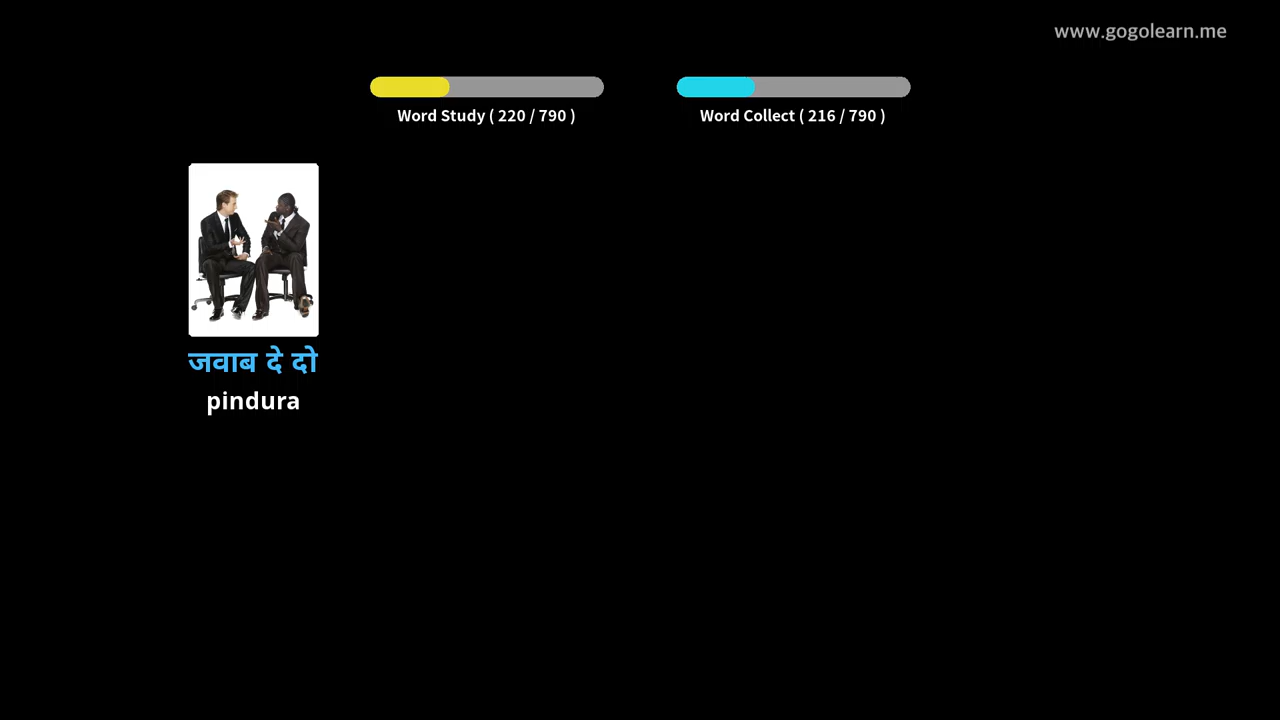 www.gogolearn.me
Word Study ( 220 / 790 )
Word Collect ( 216 / 790 )
जवाब दे दो
pindura